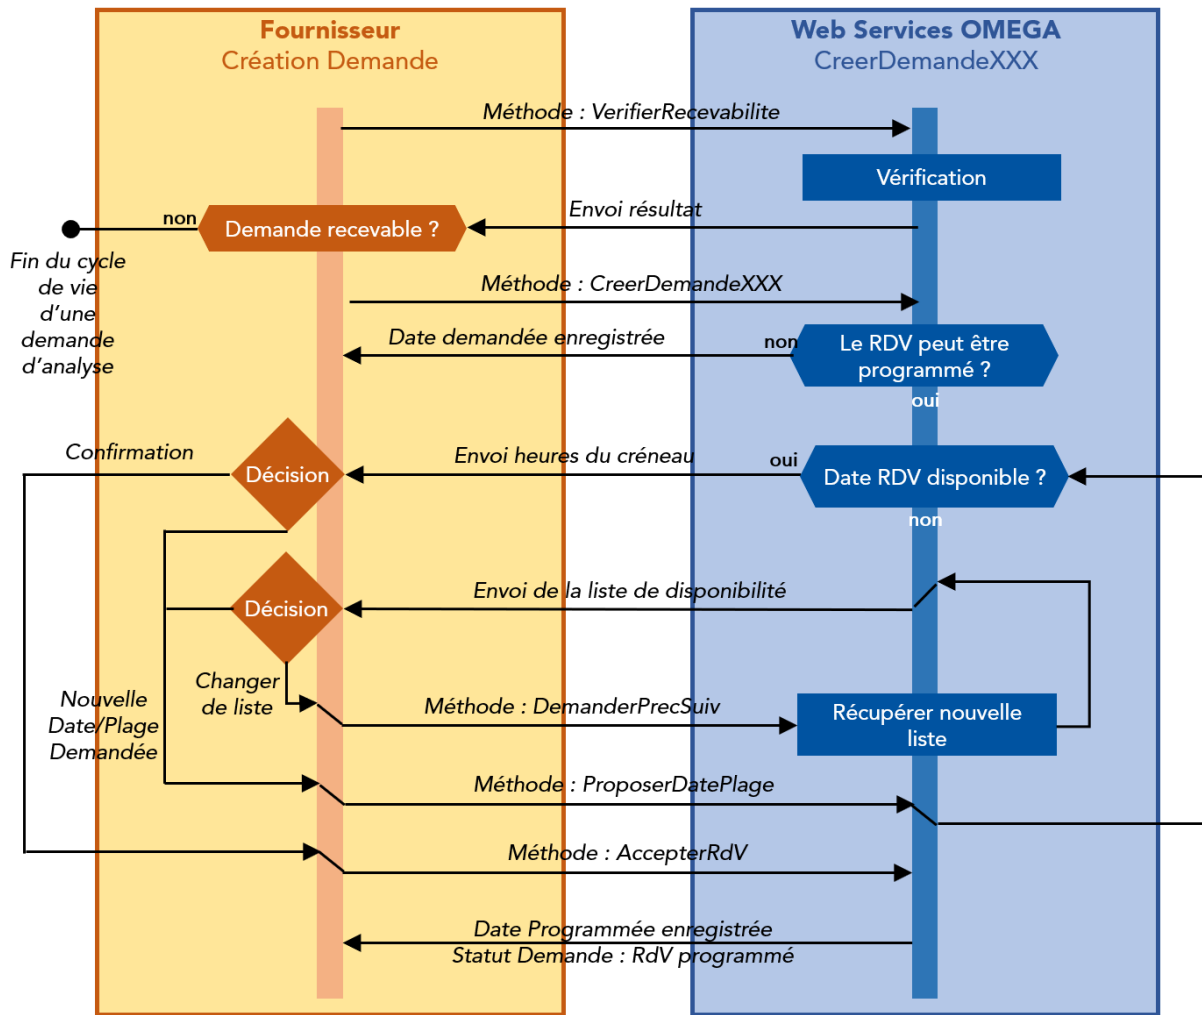 Fournisseur
Création Demande
Web Services OMEGA
CreerDemandeXXX
Méthode : VerifierRecevabilite
Vérification
Envoi résultat
non
Demande recevable ?
Fin du cycle
de vie
d'une
demande
d'analyse
Méthode : CreerDemandeXXX
Date demandée enregistrée
non
Le RDV peut être
programmé ?
oui
Confirmation
Décision
Envoi heures du créneau
oui
Date RDV disponible ?
non
Décision
Envoi de la liste de disponibilité
Changer
de liste
Nouvelle
Date/Plage
Demandée
Méthode : DemanderPrecSuiv
Récupérer nouvelle
liste
Méthode : ProposerDatePlage
Méthode : AccepterRdV
Date Programmée enregistrée
Statut Demande : RdV programmé